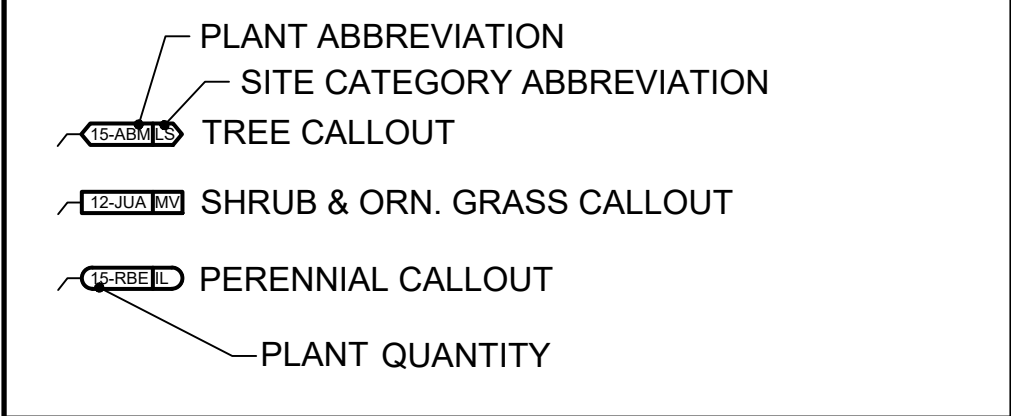 PLANT ABBREVIATION
SITE CATEGORY ABBREVIATION
15-ABM LS TREE CALLOUT
12-JUA MV SHRUB & ORN. GRASS CALLOUT
15-RBE IL PERENNIAL CALLOUT
PLANT QUANTITY